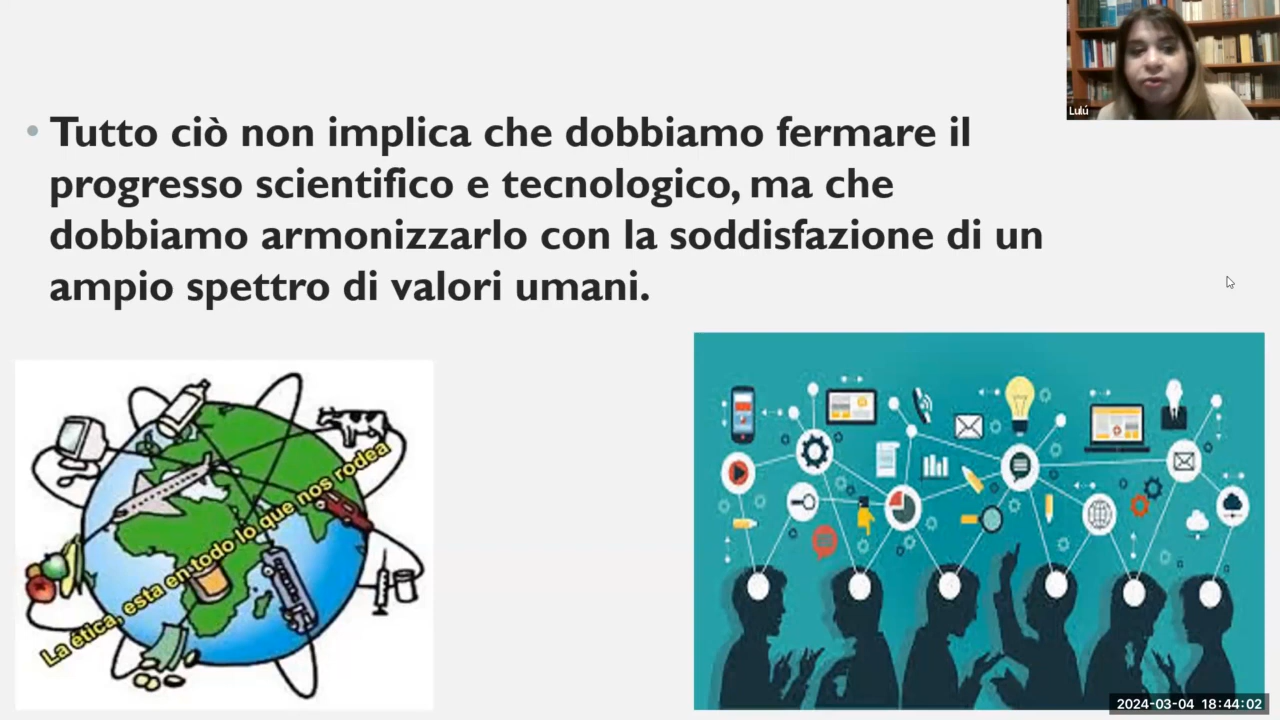 Lulú
• Tutto ciò non implica che dobbiamo fermare il
progresso scientifico e tecnologico, ma che
dobbiamo armonizzarlo con la soddisfazione di un
ampio spettro di valori umani.
La ética, esta en todo lo que nos rodea
2024-03-04 18:44:02